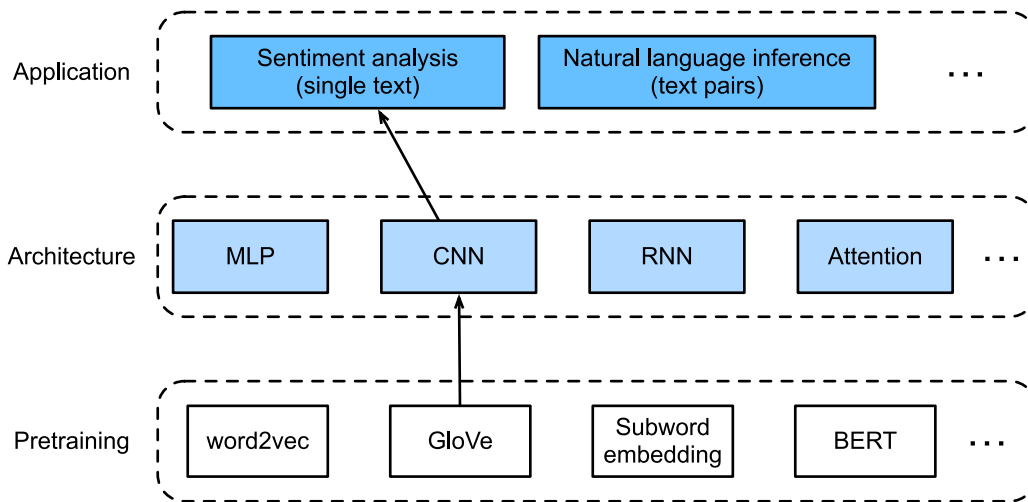 Application
Sentiment analysis
(single text)
Natural language inference
(text pairs)
...
Architecture
MLP
CNN
RNN
Attention
...
Pretraining
word2vec
GloVe
Subword
embedding
BERT
...